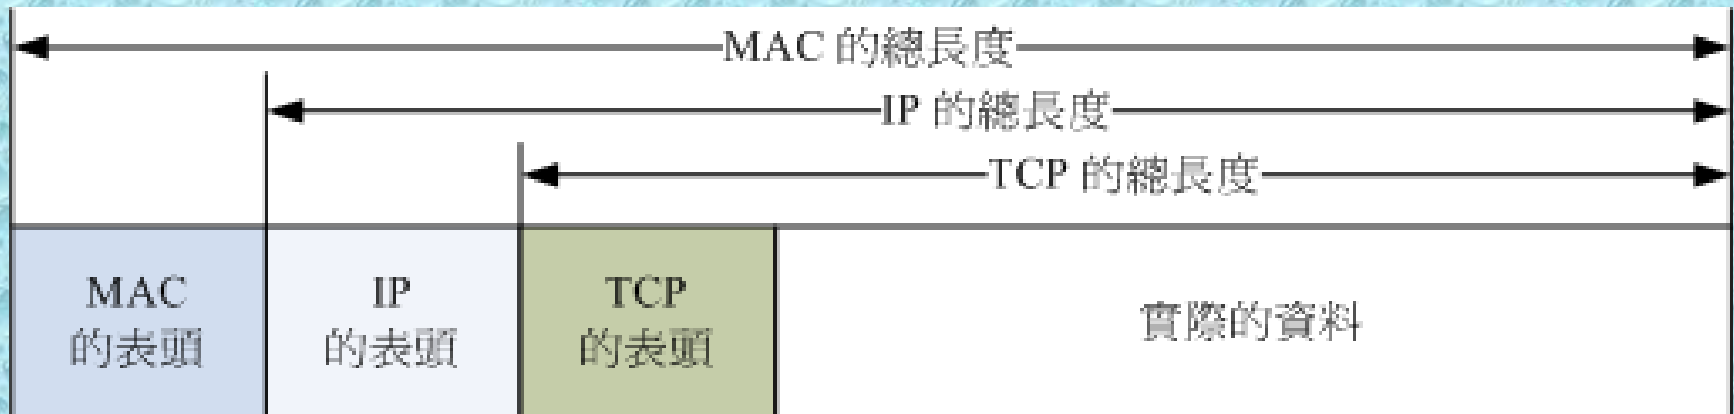 MAC 的總長度
IP 的總長度
TCP 的總長度
MAC
的表頭
IP
的表頭
TCP
的表頭
實際的資料